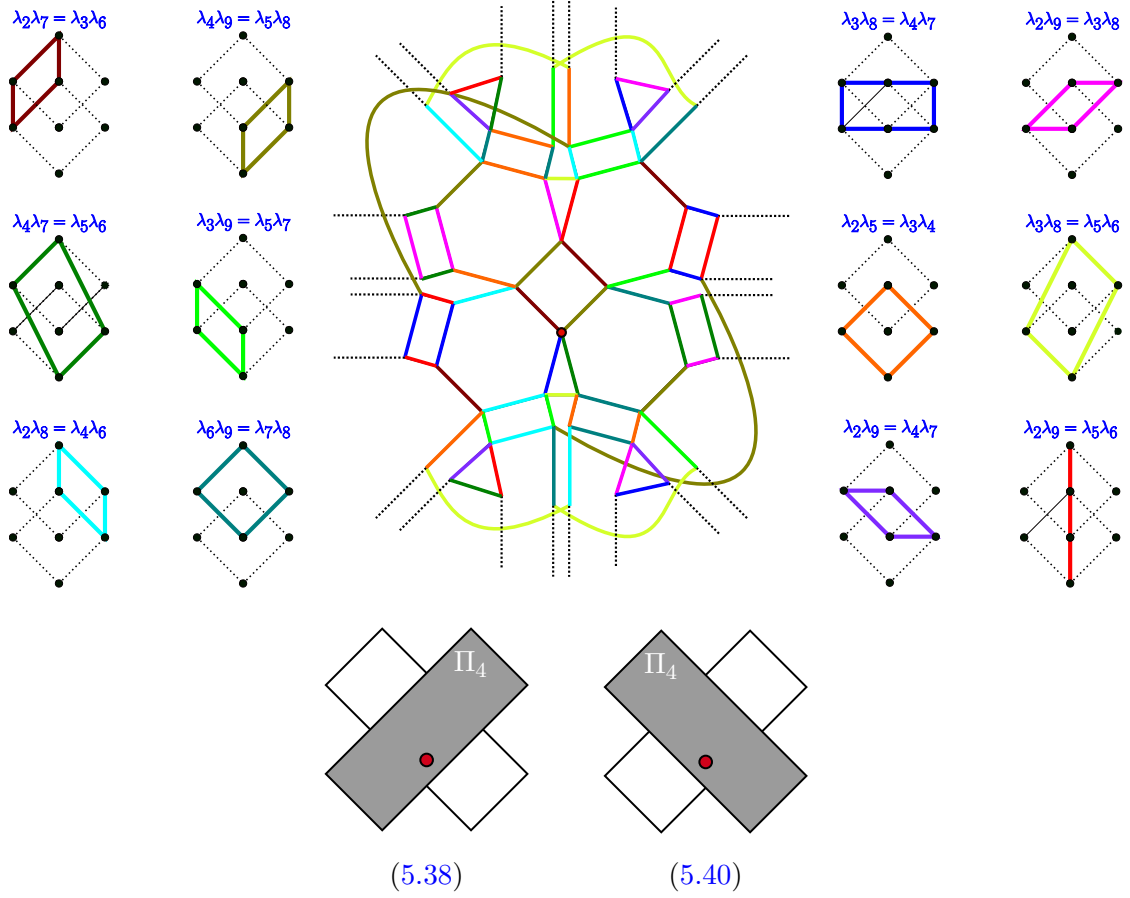 λ₂λ₇ = λ₃λ₆
λ₄λ₉ = λ₅λ₈
λ₃λ₈ = λ₄λ₇
λ₂λ₉ = λ₃λ₈
λ₄λ₇ = λ₅λ₆
λ₃λ₉ = λ₅λ₇
λ₂λ₅ = λ₃λ₄
λ₃λ₈ = λ₅λ₆
λ₂λ₈ = λ₄λ₆
λ₆λ₉ = λ₇λ₈
λ₂λ₉ = λ₄λ₇
λ₂λ₉ = λ₅λ₆
Π₄
Π₄
(5.38)
(5.40)